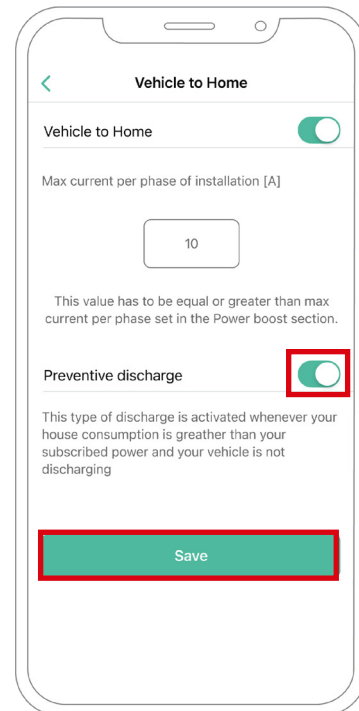 Vehicle to Home
Vehicle to Home
Max current per phase of installation [A]
10
This value has to be equal or greater than max
current per phase set in the Power boost section.
Preventive discharge
This type of discharge is activated whenever your
house consumption is greather than your
subscribed power and your vehicle is not
discharging
Save